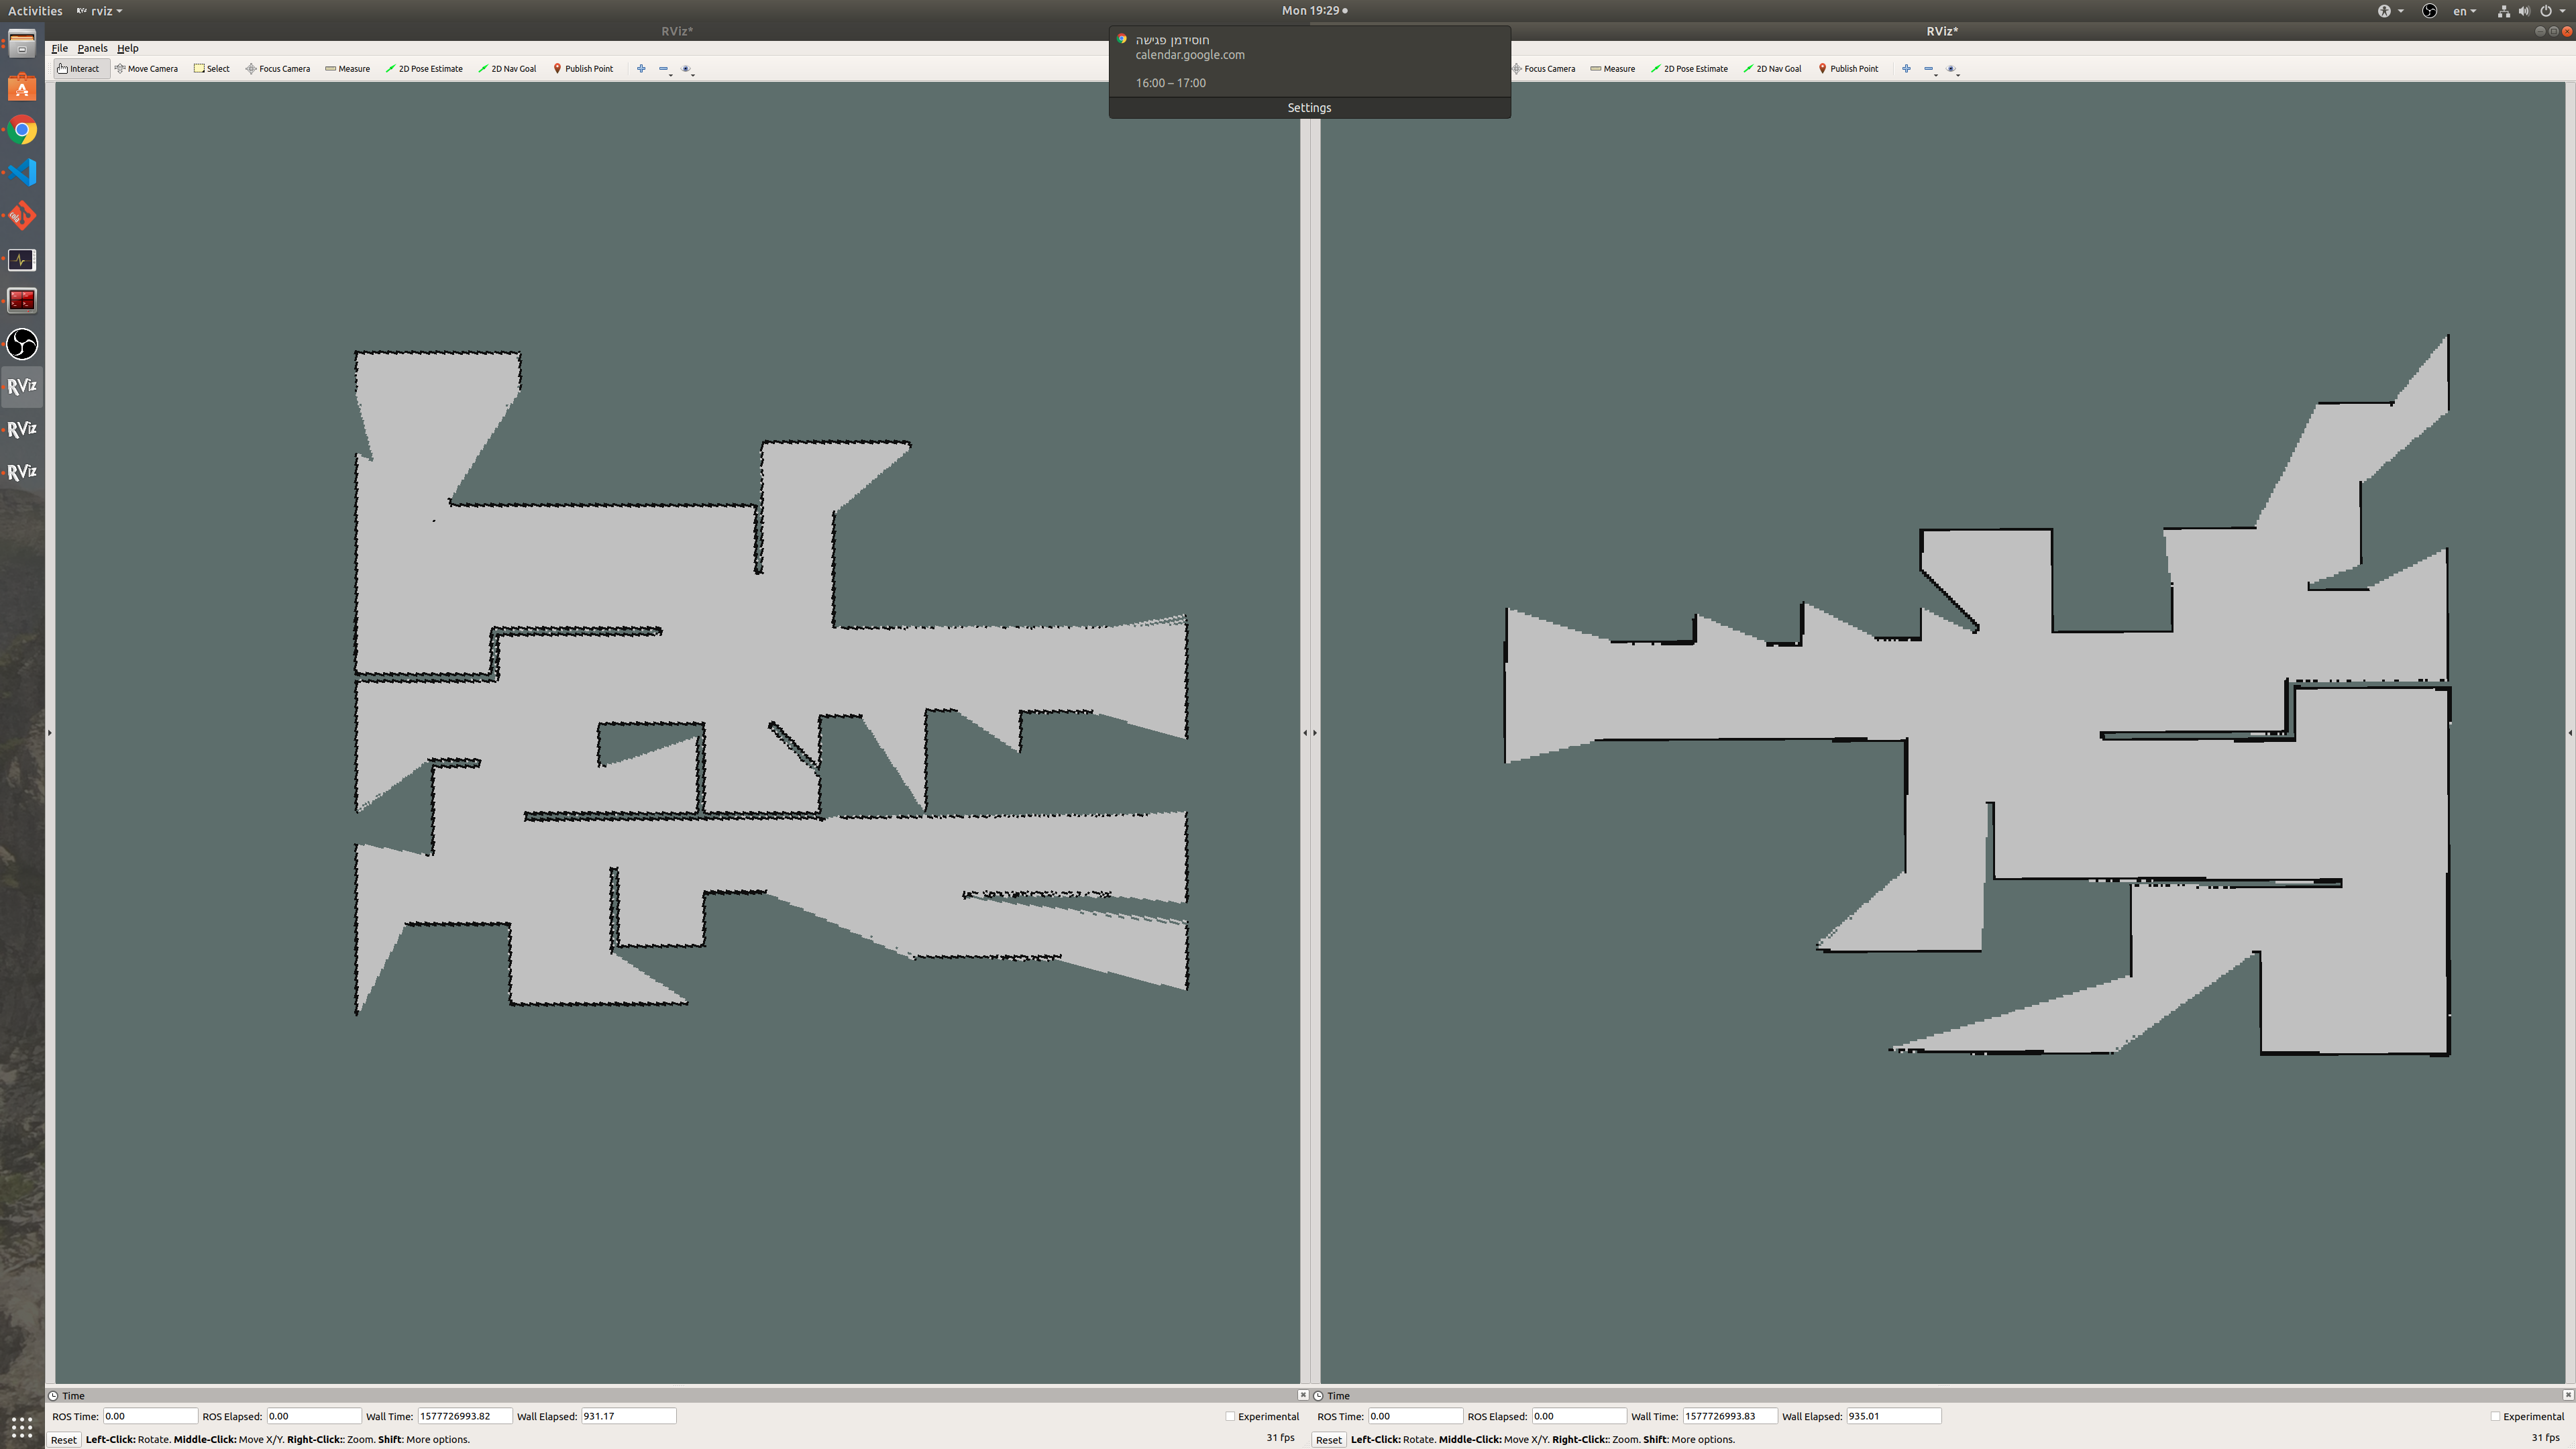 Activities
rviz
Mon 19:29
en
RViz*
RViz*
File Panels Help
חוסידמן פגישה
calendar.google.com
16:00 – 17:00
Settings
Interact Move Camera Select Focus Camera Measure 2D Pose Estimate 2D Nav Goal Publish Point
Focus Camera Measure 2D Pose Estimate 2D Nav Goal Publish Point
RViz
RViz
RViz
Time
ROS Time: 0.00 ROS Elapsed: 0.00 Wall Time: 1577726993.82 Wall Elapsed: 931.17 Experimental
Reset Left-Click: Rotate. Middle-Click: Move X/Y. Right-Click:: Zoom. Shift: More options. 31 fps
Time
ROS Time: 0.00 ROS Elapsed: 0.00 Wall Time: 1577726993.83 Wall Elapsed: 935.01 Experimental
Reset Left-Click: Rotate. Middle-Click: Move X/Y. Right-Click:: Zoom. Shift: More options. 31 fps